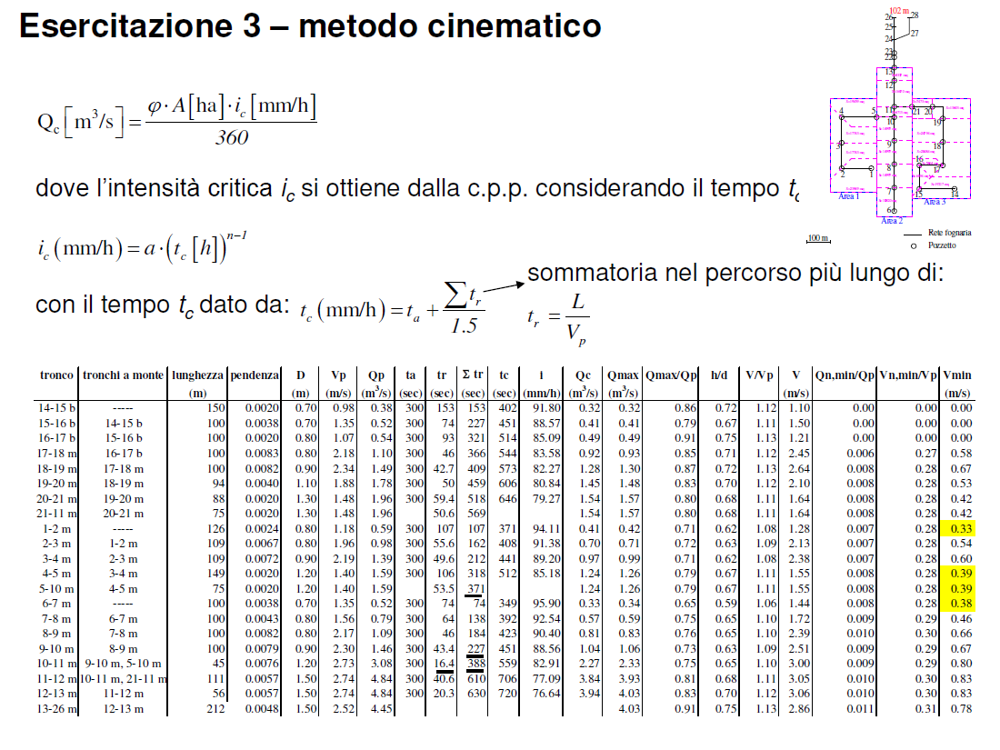 Esercitazione 3 – metodo cinematico
Q_c [m³/s] = φ · A[ha] · i_c [mm/h] / 360
dove l'intensità critica i_c si ottiene dalla c.p.p. considerando il tempo t_c
i_c (mm/h) = a · (t_c [h])^(n−1)
sommatoria nel percorso più lungo di:
con il tempo t_c dato da: t_c (mm/h) = t_a + ∑ t_r / 1.5
t_r = L / V_p
102 m
26 28
25
24 27
23
22
13
12
4 5 11 21 20
10 19
3 9 18
16
2 1 8 17
7 15 14
Area 1 Area 3
6
Area 2
100 m
Rete fognaria
Pozzetto
tronco tronchi a monte lunghezza pendenza D Vp Qp ta tr Σ tr tc i Qc Qmax Qmax/Qp h/d V/Vp V Qn,min/Qp Vn,min/Vp Vmin
(m) (m) (m/s) (m³/s) (sec) (sec) (sec) (sec) (mm/h) (m³/s) (m³/s) (m/s) (m/s)
14-15 b ----- 150 0.0020 0.70 0.98 0.38 300 153 153 402 91.80 0.32 0.32 0.86 0.72 1.12 1.10 0.00 0.00 0.00
15-16 b 14-15 b 100 0.0038 0.70 1.35 0.52 300 74 227 451 88.57 0.41 0.41 0.79 0.67 1.11 1.50 0.00 0.00 0.00
16-17 b 15-16 b 100 0.0020 0.80 1.07 0.54 300 93 321 514 85.09 0.49 0.49 0.91 0.75 1.13 1.21 0.00 0.00 0.00
17-18 m 16-17 b 100 0.0083 0.80 2.18 1.10 300 46 366 544 83.58 0.92 0.93 0.85 0.71 1.12 2.45 0.006 0.27 0.58
18-19 m 17-18 m 100 0.0082 0.90 2.34 1.49 300 42.7 409 573 82.27 1.28 1.30 0.87 0.72 1.13 2.64 0.008 0.28 0.67
19-20 m 18-19 m 94 0.0040 1.10 1.88 1.78 300 50 459 606 80.84 1.45 1.48 0.83 0.70 1.12 2.10 0.008 0.28 0.53
20-21 m 19-20 m 88 0.0020 1.30 1.48 1.96 300 59.4 518 646 79.27 1.54 1.57 0.80 0.68 1.11 1.64 0.008 0.28 0.42
21-11 m 20-21 m 75 0.0020 1.30 1.48 1.96 50.6 569 1.54 1.57 0.80 0.68 1.11 1.64 0.008 0.28 0.42
1-2 m ----- 126 0.0024 0.80 1.18 0.59 300 107 107 371 94.11 0.41 0.42 0.71 0.62 1.08 1.28 0.007 0.28 0.33
2-3 m 1-2 m 109 0.0067 0.80 1.96 0.98 300 55.6 162 408 91.38 0.70 0.71 0.72 0.63 1.09 2.13 0.007 0.28 0.54
3-4 m 2-3 m 109 0.0072 0.90 2.19 1.39 300 49.6 212 441 89.20 0.97 0.99 0.71 0.62 1.08 2.38 0.007 0.28 0.60
4-5 m 3-4 m 149 0.0020 1.20 1.40 1.59 300 106 318 512 85.18 1.24 1.26 0.79 0.67 1.11 1.55 0.008 0.28 0.39
5-10 m 4-5 m 75 0.0020 1.20 1.40 1.59 53.5 371 1.24 1.26 0.79 0.67 1.11 1.55 0.008 0.28 0.39
6-7 m ----- 100 0.0038 0.70 1.35 0.52 300 74 74 349 95.90 0.33 0.34 0.65 0.59 1.06 1.44 0.008 0.28 0.38
7-8 m 6-7 m 100 0.0043 0.80 1.56 0.79 300 64 138 392 92.54 0.57 0.59 0.75 0.65 1.10 1.72 0.009 0.29 0.46
8-9 m 7-8 m 100 0.0082 0.80 2.17 1.09 300 46 184 423 90.40 0.81 0.83 0.76 0.65 1.10 2.39 0.010 0.30 0.66
9-10 m 8-9 m 100 0.0079 0.90 2.30 1.46 300 43.4 227 451 88.56 1.04 1.06 0.73 0.63 1.09 2.51 0.009 0.29 0.67
10-11 m 9-10 m, 5-10 m 45 0.0076 1.20 2.73 3.08 300 16.4 388 559 82.91 2.27 2.33 0.75 0.65 1.10 3.00 0.009 0.29 0.80
11-12 m 10-11 m, 21-11 m 111 0.0057 1.50 2.74 4.84 300 40.6 610 706 77.09 3.84 3.93 0.81 0.68 1.11 3.05 0.010 0.30 0.83
12-13 m 11-12 m 56 0.0057 1.50 2.74 4.84 300 20.3 630 720 76.64 3.94 4.03 0.83 0.70 1.12 3.06 0.010 0.30 0.83
13-26 m 12-13 m 212 0.0048 1.50 2.52 4.45 4.03 0.91 0.75 1.13 2.86 0.011 0.31 0.78